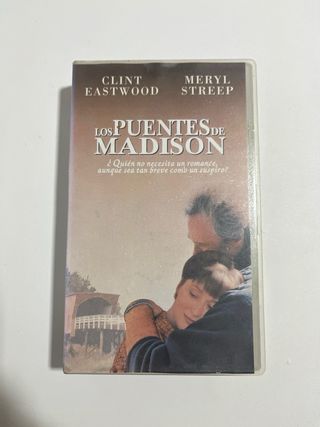 CLINT MERYL
EASTWOOD STREEP
LOS PUENTES DE
MADISON
¿Quién no necesita un romance,
aunque sea tan breve como un suspiro?